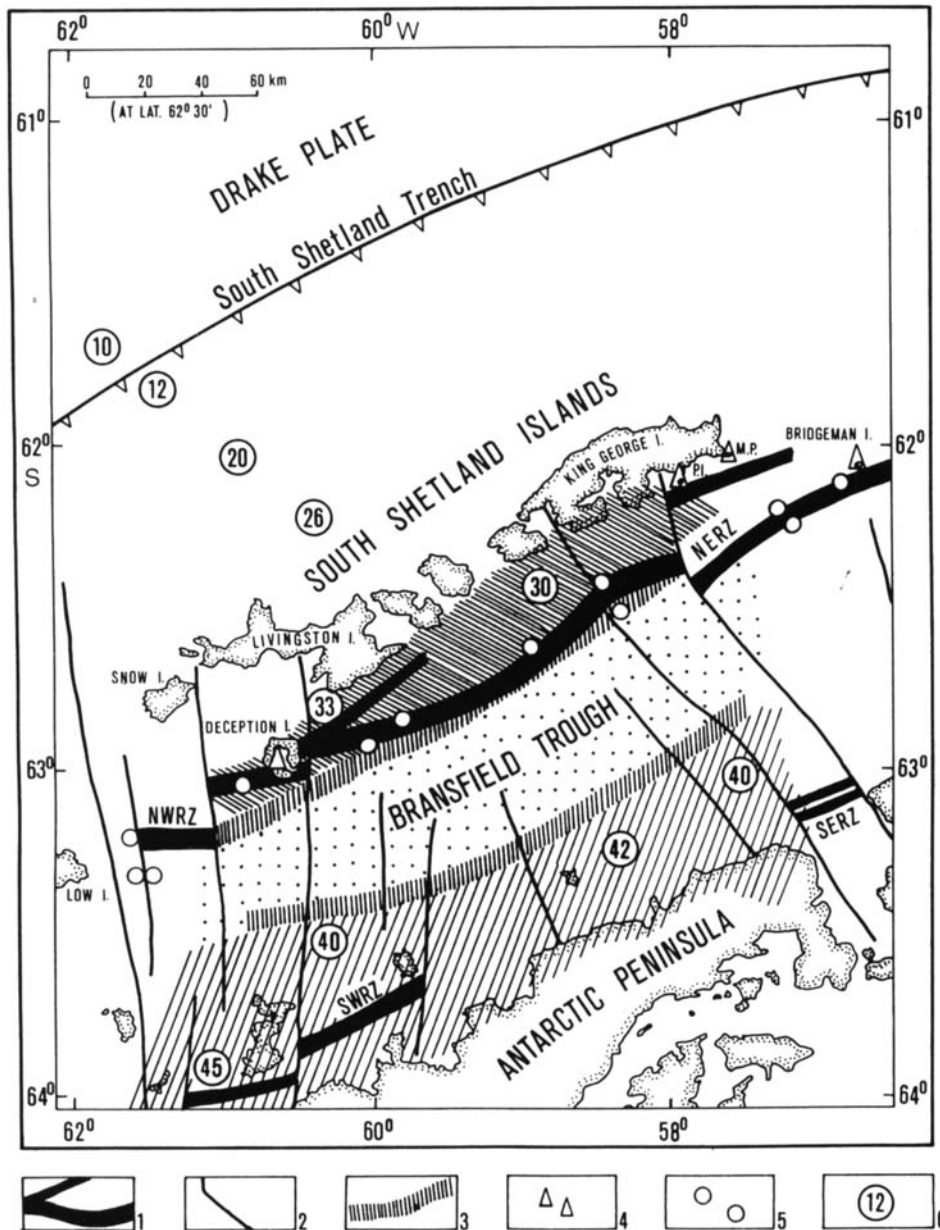 62° 60° W 58°
0 20 40 60 km
(AT LAT. 62° 30')
61° 61°
DRAKE PLATE
South Shetland Trench
10
12
62° 62°
S
20
26
SOUTH SHETLAND ISLANDS
KING GEORGE I.
M.P.
P.I.
BRIDGEMAN I.
NERZ
30
LIVINGSTON I.
SNOW I.
33
DECEPTION I.
63° 63°
NWRZ
BRANSFIELD TROUGH
40
SERZ
42
LOW I.
40
SWRZ
ANTARCTIC PENINSULA
45
64° 64°
62° 60° 58°
1 2 3 4 5
12